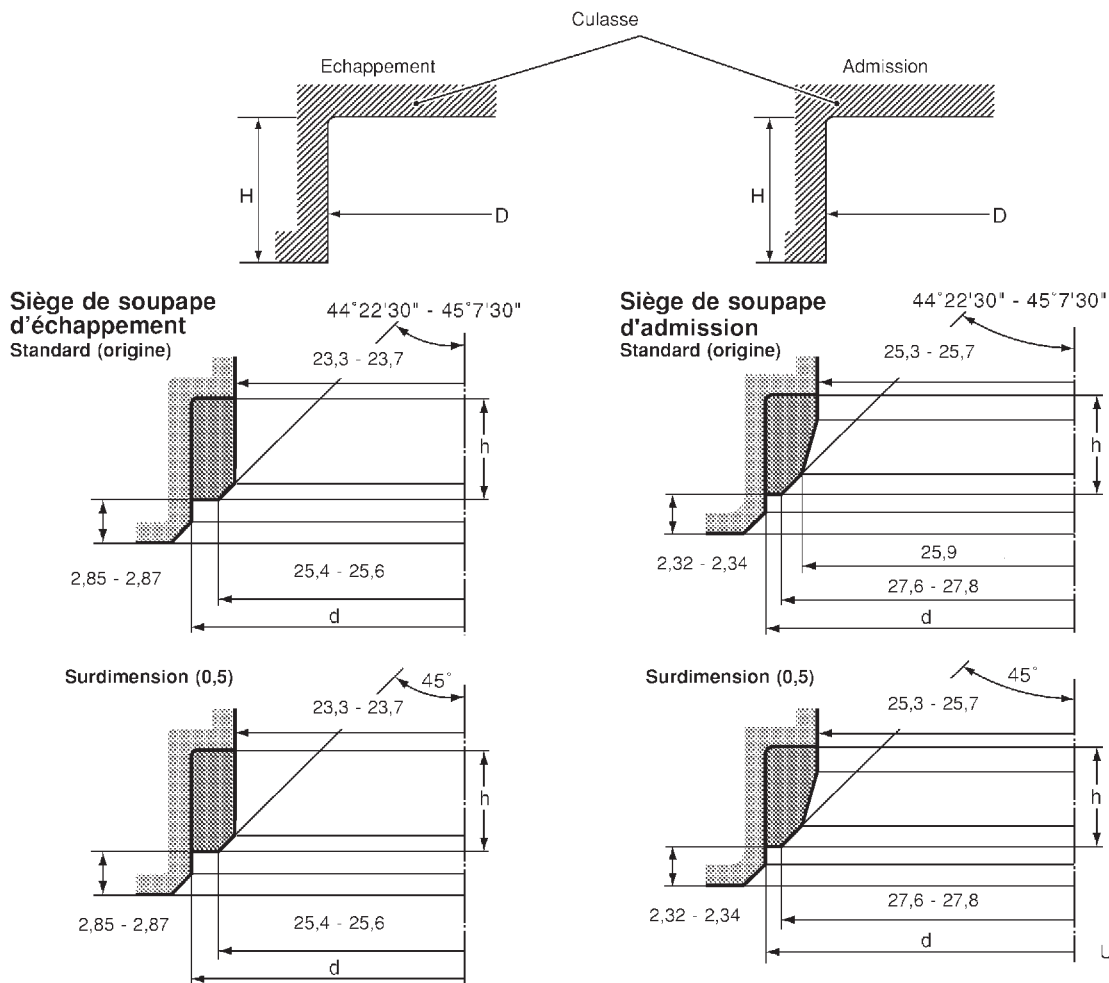 Culasse
Echappement
Admission
H
D
H
D
Siège de soupape
d'échappement
Standard (origine)
44°22'30" - 45°7'30"
23,3 - 23,7
h
2,85 - 2,87
25,4 - 25,6
d
Siège de soupape
d'admission
Standard (origine)
44°22'30" - 45°7'30"
25,3 - 25,7
h
2,32 - 2,34
25,9
27,6 - 27,8
d
Surdimension (0,5)
45°
23,3 - 23,7
h
2,85 - 2,87
25,4 - 25,6
d
Surdimension (0,5)
45°
25,3 - 25,7
h
2,32 - 2,34
27,6 - 27,8
d